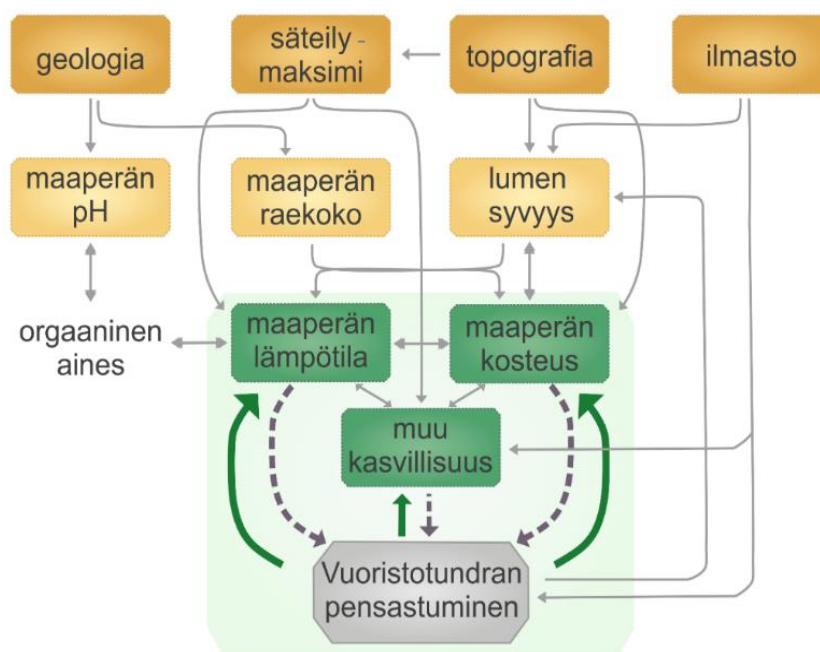 geologia
säteily-
maksimi
topografia
ilmasto
maaperän
pH
maaperän
raekoko
lumen
syvyys
orgaaninen
aines
maaperän
lämpötila
maaperän
kosteus
muu
kasvillisuus
Vuoristotundran
pensastuminen